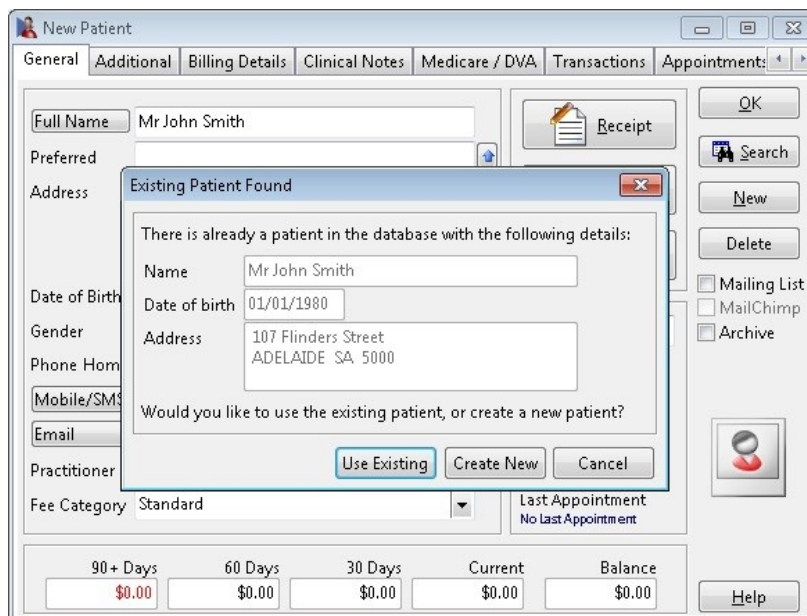 New Patient
General Additional Billing Details Clinical Notes Medicare / DVA Transactions Appointments
Full Name Mr John Smith
Receipt
OK
Preferred
Search
Address
New
Delete
Existing Patient Found
There is already a patient in the database with the following details:
Name Mr John Smith
Date of birth 01/01/1980
Address 107 Flinders Street
ADELAIDE SA 5000
Would you like to use the existing patient, or create a new patient?
Use Existing Create New Cancel
Mailing List
MailChimp
Archive
Date of Birth
Gender
Phone Hom
Mobile/SMS
Email
Practitioner
Fee Category Standard
Last Appointment
No Last Appointment
90+ Days 60 Days 30 Days Current Balance
$0.00 $0.00 $0.00 $0.00 $0.00
Help